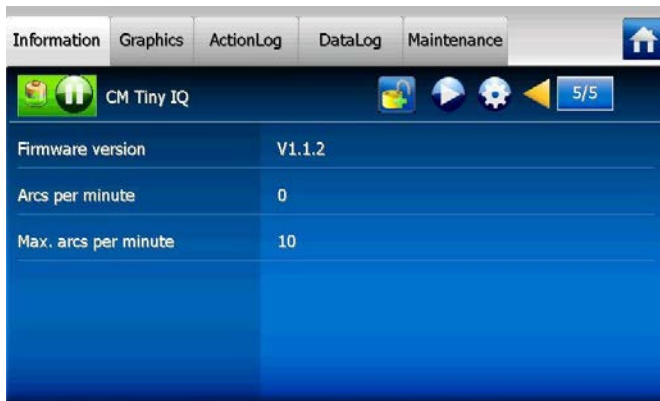 Information Graphics ActionLog DataLog Maintenance
CM Tiny IQ 5/5
Firmware version V1.1.2
Arcs per minute 0
Max. arcs per minute 10